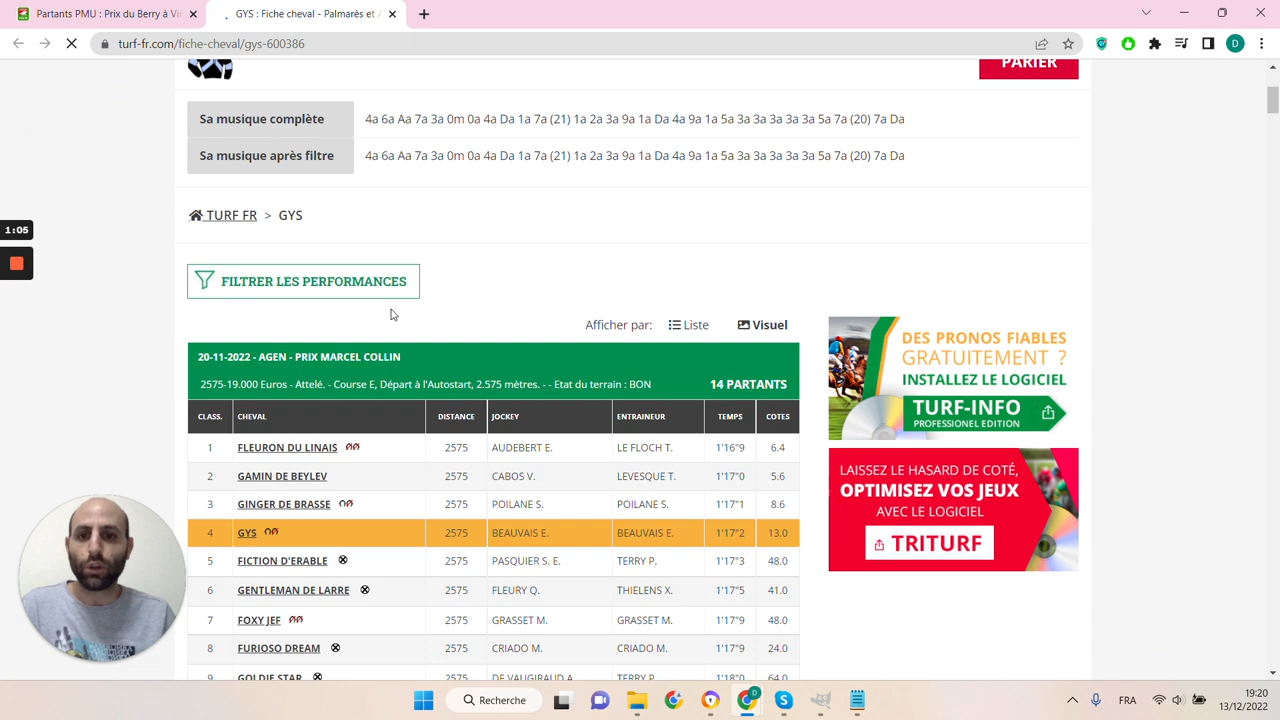 Partants PMU : Prix du Berry à Vi
GYS : Fiche cheval - Palmarès et
turf-fr.com/fiche-cheval/gys-600386
D
PARIER
Sa musique complète 4a 6a Aa 7a 3a 0m 0a 4a Da 1a 7a (21) 1a 2a 3a 9a 1a Da 4a 9a 1a 5a 3a 3a 3a 3a 3a 5a 7a (20) 7a Da
Sa musique après filtre 4a 6a Aa 7a 3a 0m 0a 4a Da 1a 7a (21) 1a 2a 3a 9a 1a Da 4a 9a 1a 5a 3a 3a 3a 3a 3a 5a 7a (20) 7a Da
1:05
TURF FR > GYS
FILTRER LES PERFORMANCES
Afficher par: Liste Visuel
20-11-2022 - AGEN - PRIX MARCEL COLLIN
2575-19.000 Euros - Attelé. - Course E, Départ à l'Autostart, 2.575 mètres. - - Etat du terrain : BON 14 PARTANTS
CLASS. CHEVAL DISTANCE JOCKEY ENTRAINEUR TEMPS COTES
1 FLEURON DU LINAIS 2575 AUDEBERT E. LE FLOCH T. 1'16"9 6.4
2 GAMIN DE BEYLEV 2575 CABOS V. LEVESQUE T. 1'17"0 5.6
3 GINGER DE BRASSE 2575 POILANE S. POILANE S. 1'17"1 8.6
4 GYS 2575 BEAUVAIS E. BEAUVAIS E. 1'17"2 13.0
5 FICTION D'ERABLE 2575 PASQUIER S. E. TERRY P. 1'17"3 48.0
6 GENTLEMAN DE LARRE 2575 FLEURY Q. THIELENS X. 1'17"5 41.0
7 FOXY JEF 2575 GRASSET M. GRASSET M. 1'17"9 48.0
8 FURIOSO DREAM 2575 CRIADO M. CRIADO M. 1'17"9 24.0
9 GOLDIE STAR 2575 DE VAUGIRAUD A. TERRY P. 1'18"0 64.0
DES PRONOS FIABLES
GRATUITEMENT ?
INSTALLEZ LE LOGICIEL
TURF-INFO
PROFESIONEL EDITION
LAISSEZ LE HASARD DE COTÉ,
OPTIMISEZ VOS JEUX
AVEC LE LOGICIEL
TRITURF
Recherche
FRA
19:20
13/12/2022